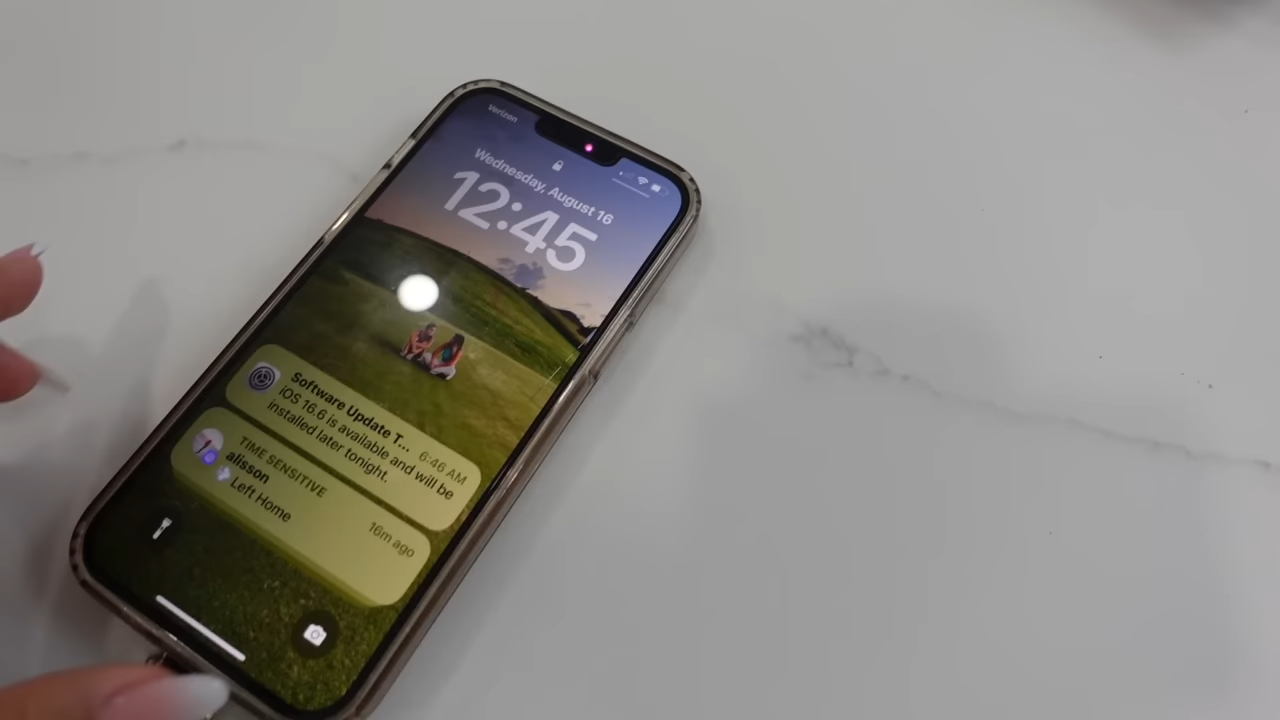 Verizon
Wednesday, August 16
12:45
Software Update T... 6:46 AM
iOS 16.6 is available and will be
installed later tonight.
TIME SENSITIVE 16m ago
alisson
Left Home